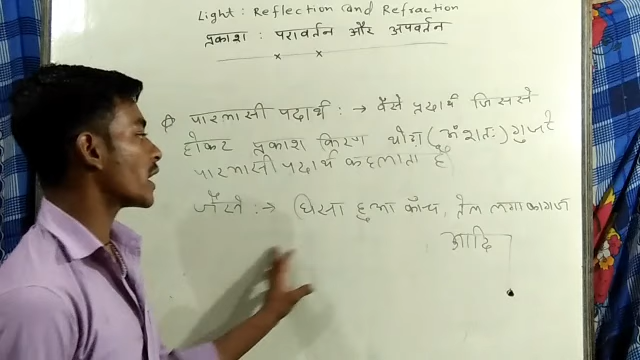 Light: Reflection and Refraction
प्रकाश : परावर्तन और अपवर्तन
पारभासी पदार्थ :→ वैसे पदार्थ जिससे
होकर प्रकाश किरण थोड़ा (अंशतः) गुजरे
पारभासी पदार्थ कहलाता है
जैसे :→ घिसा हुआ काँच, तेल लगा कागज
आदि